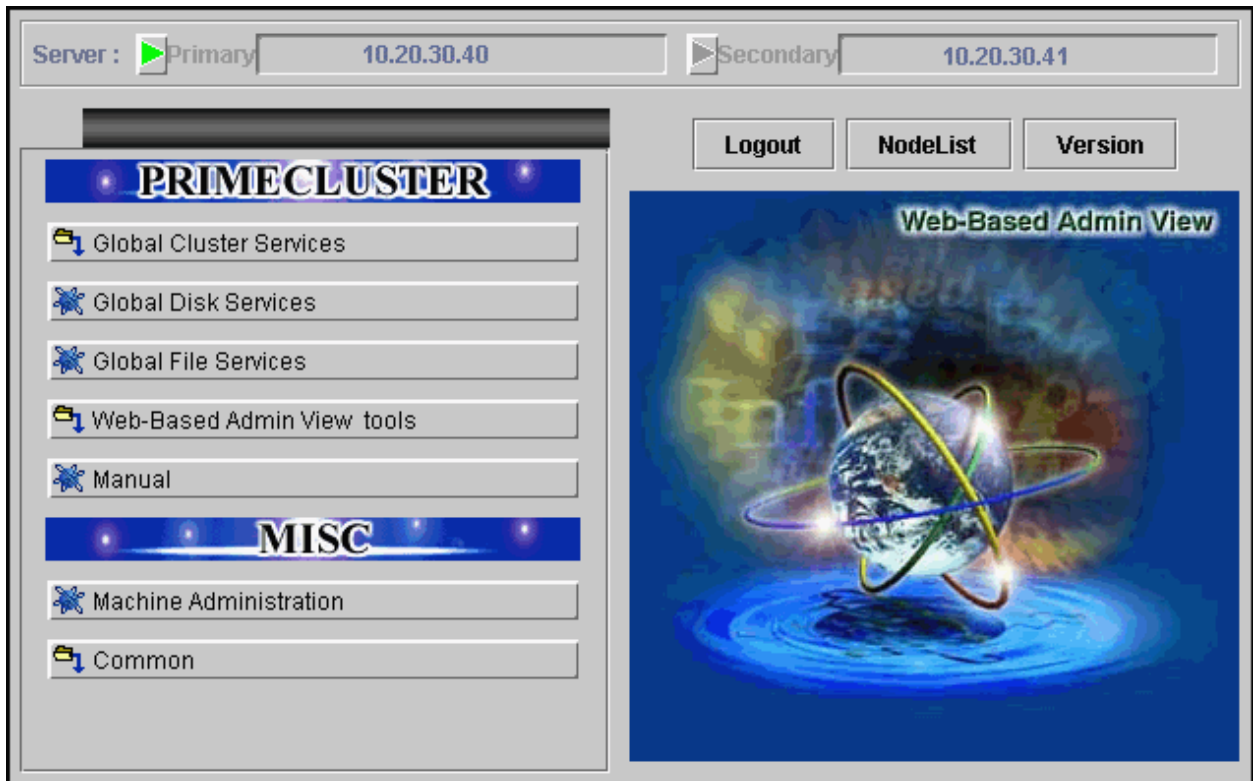 Server : Primary 10.20.30.40 Secondary 10.20.30.41
Logout NodeList Version
PRIMECLUSTER
Global Cluster Services
Global Disk Services
Global File Services
Web-Based Admin View tools
Manual
MISC
Machine Administration
Common
Web-Based Admin View